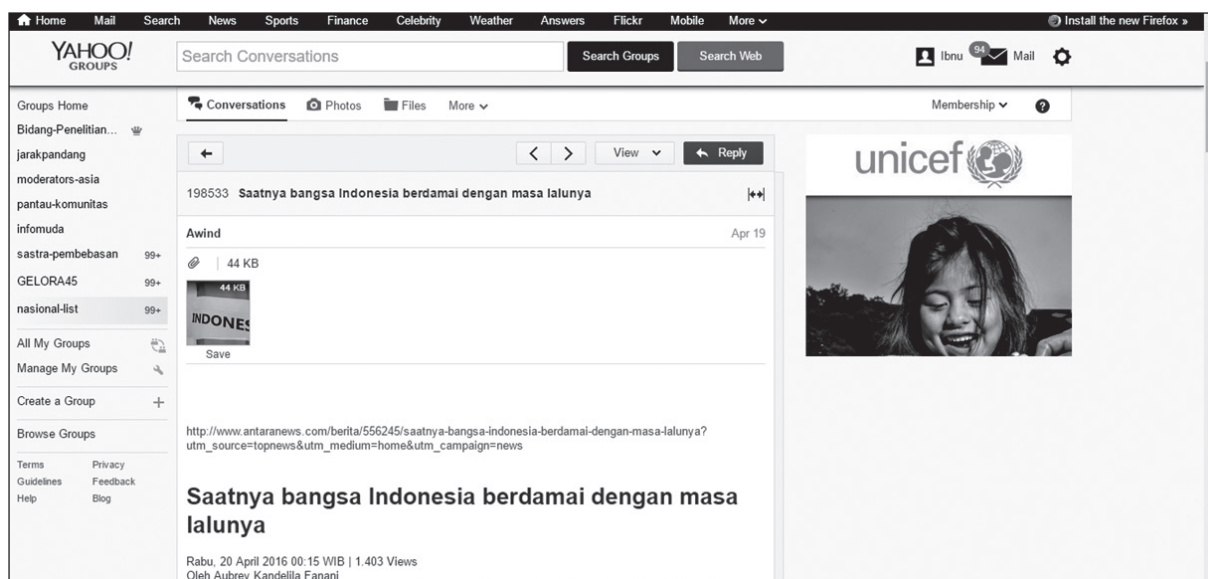 Home Mail Search News Sports Finance Celebrity Weather Answers Flickr Mobile More Install the new Firefox »
YAHOO!
GROUPS
Search Conversations
Search Groups
Search Web
Ibnu
94
Mail
Groups Home
Bidang-Penelitian...
jarakpandang
moderators-asia
pantau-komunitas
infomuda
sastra-pembebasan 99+
GELORA45 99+
nasional-list 99+
All My Groups
Manage My Groups
Create a Group
Browse Groups
Terms Privacy
Guidelines Feedback
Help Blog
Conversations Photos Files More
Membership
View
Reply
198533 Saatnya bangsa Indonesia berdamai dengan masa lalunya
Awind Apr 19
44 KB
44 KB
INDONES
Save
http://www.antaranews.com/berita/556245/saatnya-bangsa-indonesia-berdamai-dengan-masa-lalunya?
utm_source=topnews&utm_medium=home&utm_campaign=news
Saatnya bangsa Indonesia berdamai dengan masa
lalunya
Rabu, 20 April 2016 00:15 WIB | 1.403 Views
Oleh Aubrey Kandelila Fanani
unicef